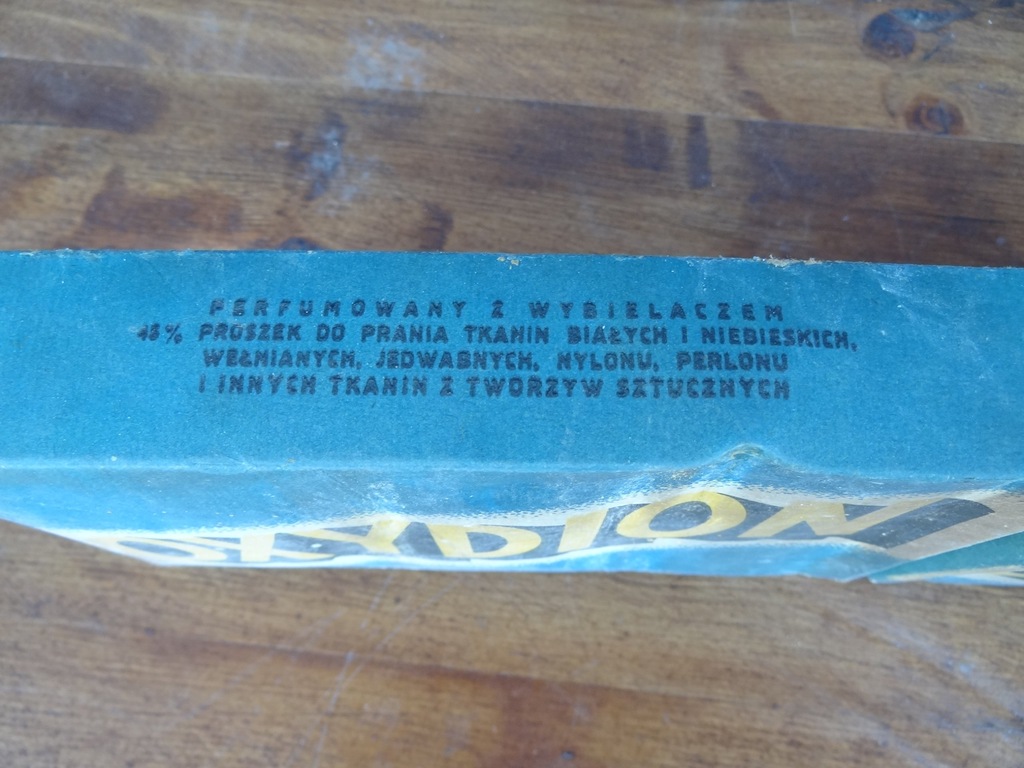 PERFUMOWANY Z WYBIELACZEM
48% PROSZEK DO PRANIA TKANIN BIAŁYCH I NIEBIESKICH,
WEŁNIANYCH, JEDWABNYCH, NYLONU, PERLONU
I INNYCH TKANIN Z TWORZYW SZTUCZNYCH